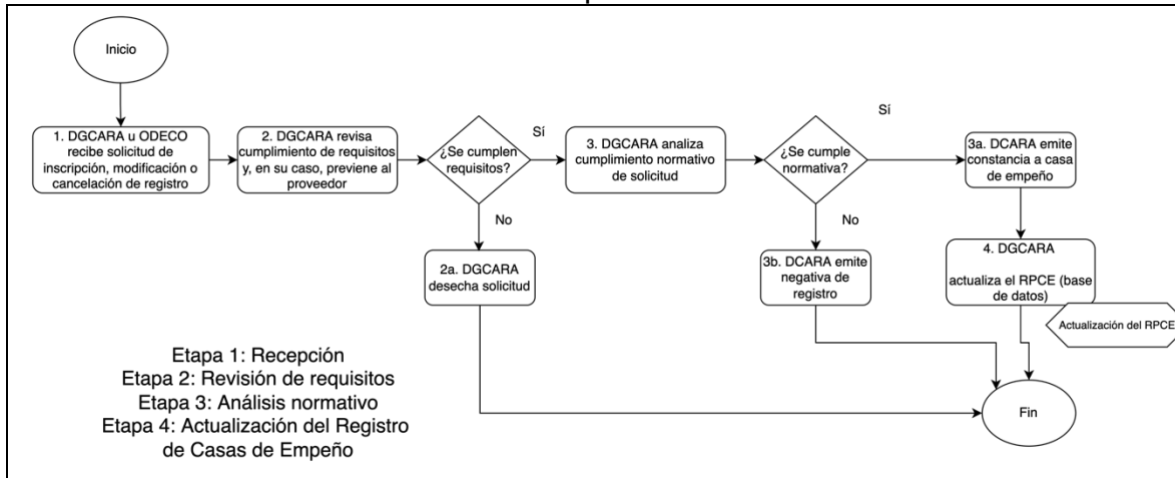 Inicio
1. DGCARA u ODECO
recibe solicitud de
inscripción, modificación o
cancelación de registro
2. DGCARA revisa
cumplimiento de requisitos
y, en su caso, previene al
proveedor
¿Se cumplen
requisitos?
Sí
No
2a. DGCARA
desecha solicitud
3. DGCARA analiza
cumplimiento normativo
de solicitud
¿Se cumple
normativa?
Sí
No
3b. DCARA emite
negativa de
registro
3a. DCARA emite
constancia a casa
de empeño
4. DGCARA
actualiza el RPCE (base
de datos)
Actualización del RPCE
Fin
Etapa 1: Recepción
Etapa 2: Revisión de requisitos
Etapa 3: Análisis normativo
Etapa 4: Actualización del Registro
de Casas de Empeño